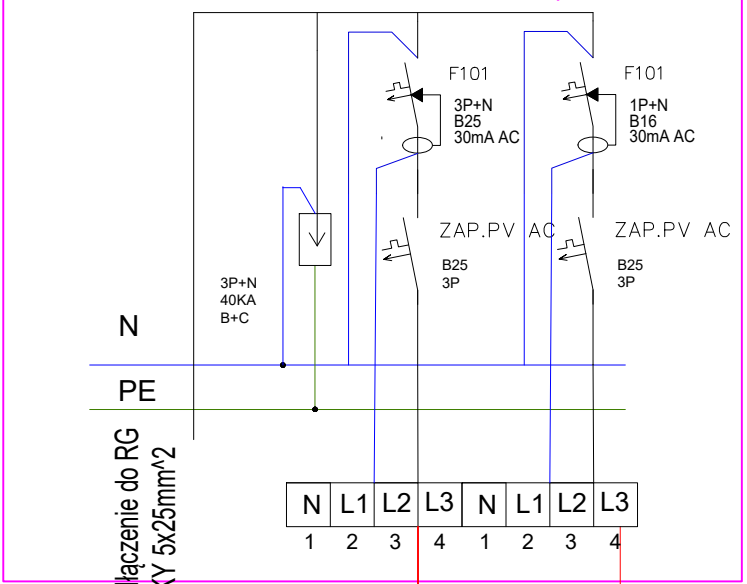 F101
3P+N
B25
30mA AC
F101
1P+N
B16
30mA AC
ZAP.PV AC
B25
3P
ZAP.PV AC
B25
3P
3P+N
40KA
B+C
N
PE
łączenie do RG
KY 5x25mm^2
N L1 L2 L3 N L1 L2 L3
1 2 3 4 1 2 3 4